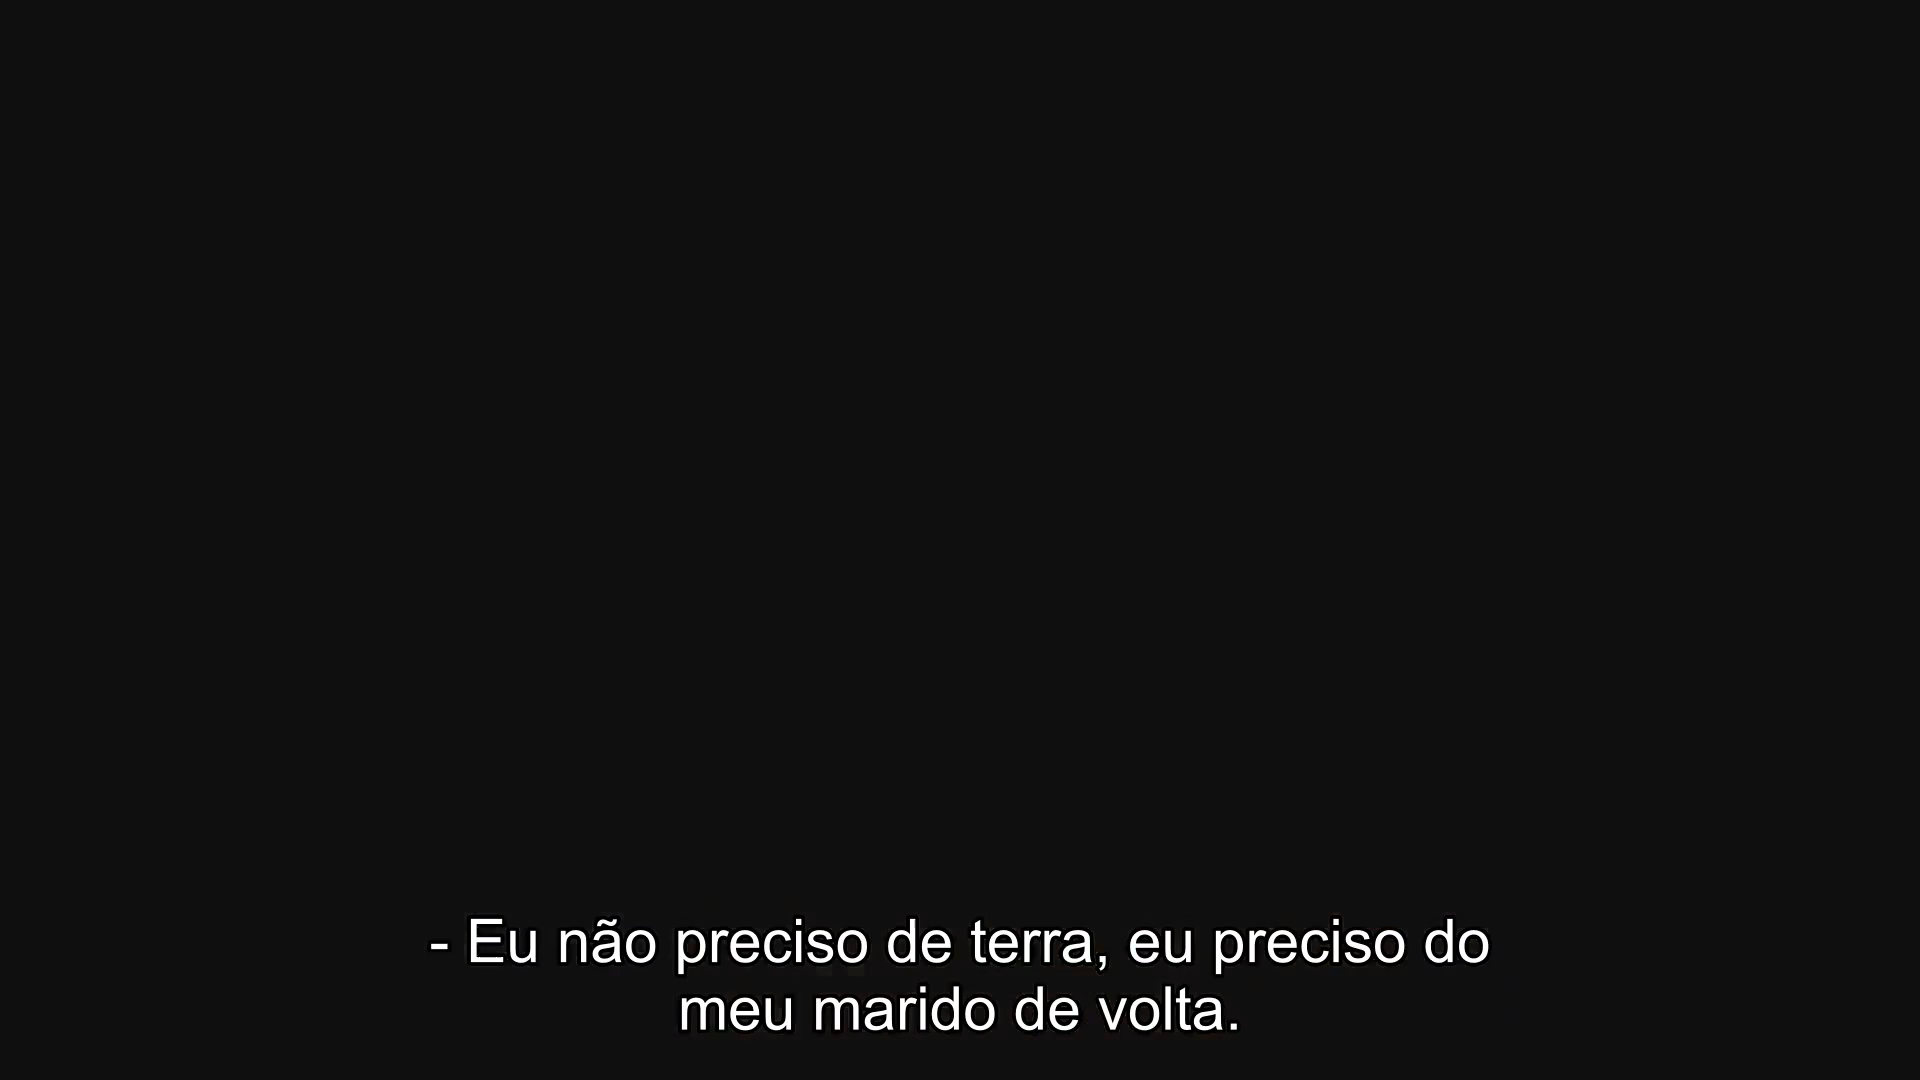 - Eu não preciso de terra, eu preciso do
meu marido de volta.